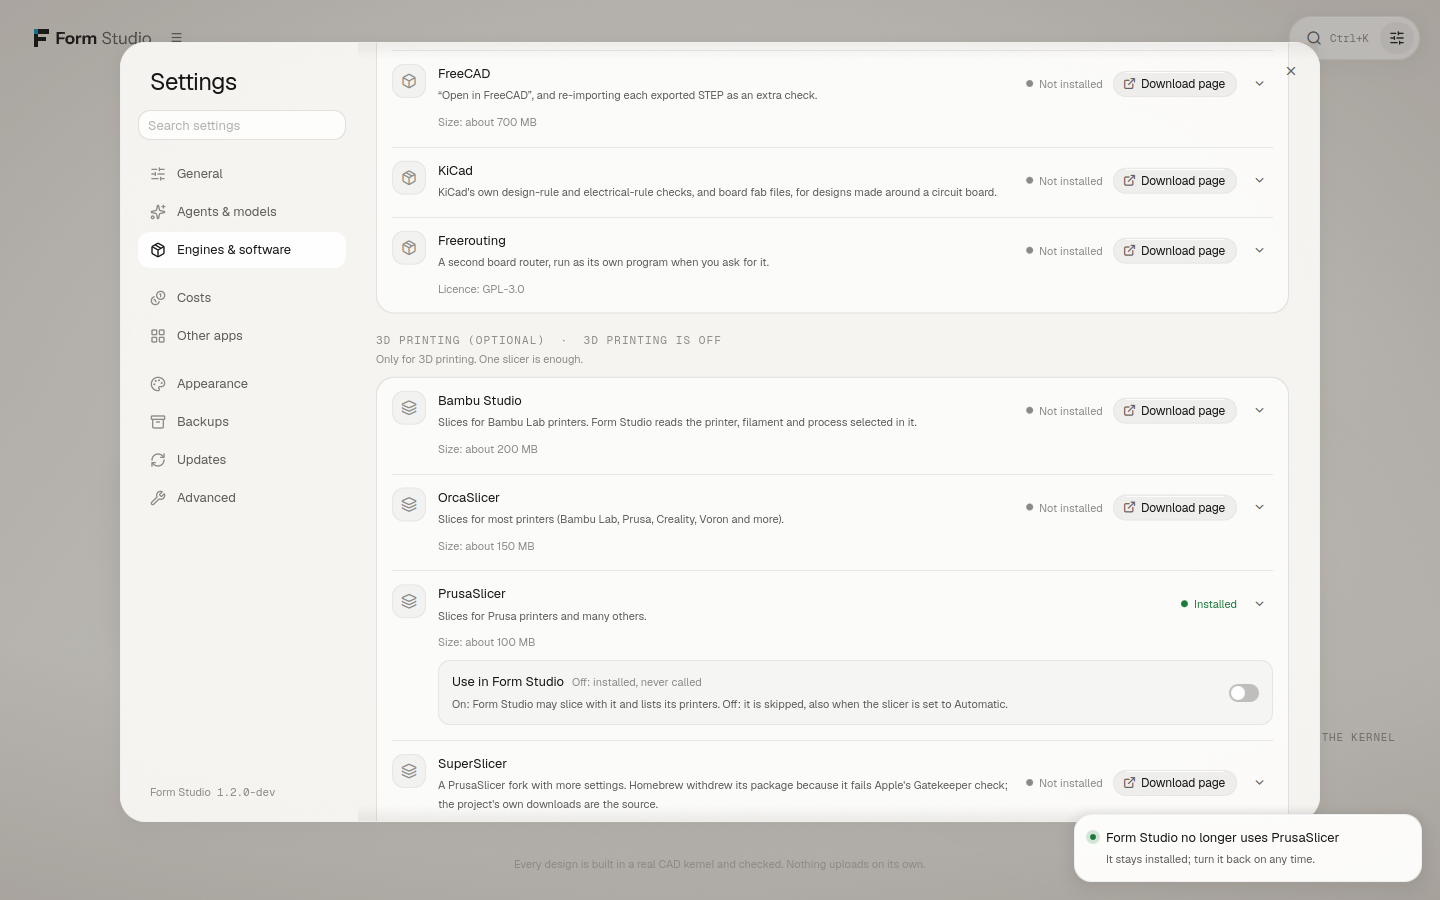 Form Studio
Ctrl+K
Settings
Search settings
General
Agents & models
Engines & software
Costs
Other apps
Appearance
Backups
Updates
Advanced
Form Studio 1.2.0-dev
FreeCAD
“Open in FreeCAD”, and re-importing each exported STEP as an extra check.
Size: about 700 MB
Not installed
Download page
KiCad
KiCad's own design-rule and electrical-rule checks, and board fab files, for designs made around a circuit board.
Not installed
Download page
Freerouting
A second board router, run as its own program when you ask for it.
Licence: GPL-3.0
Not installed
Download page
3D PRINTING (OPTIONAL) · 3D PRINTING IS OFF
Only for 3D printing. One slicer is enough.
Bambu Studio
Slices for Bambu Lab printers. Form Studio reads the printer, filament and process selected in it.
Size: about 200 MB
Not installed
Download page
OrcaSlicer
Slices for most printers (Bambu Lab, Prusa, Creality, Voron and more).
Size: about 150 MB
Not installed
Download page
PrusaSlicer
Slices for Prusa printers and many others.
Size: about 100 MB
Installed
Use in Form Studio Off: installed, never called
On: Form Studio may slice with it and lists its printers. Off: it is skipped, also when the slicer is set to Automatic.
SuperSlicer
A PrusaSlicer fork with more settings. Homebrew withdrew its package because it fails Apple's Gatekeeper check;
the project's own downloads are the source.
Not installed
Download page
THE KERNEL
Form Studio no longer uses PrusaSlicer
It stays installed; turn it back on any time.
Every design is built in a real CAD kernel and checked. Nothing uploads on its own.